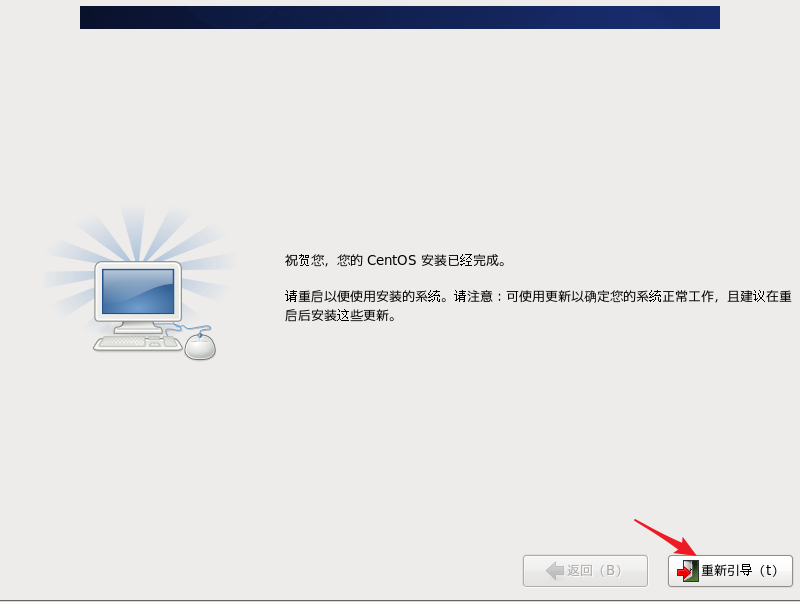 祝贺您，您的 CentOS 安装已经完成。
请重启以便使用安装的系统。请注意：可使用更新以确定您的系统正常工作，且建议在重
启后安装这些更新。
返回（B）
重新引导（t）